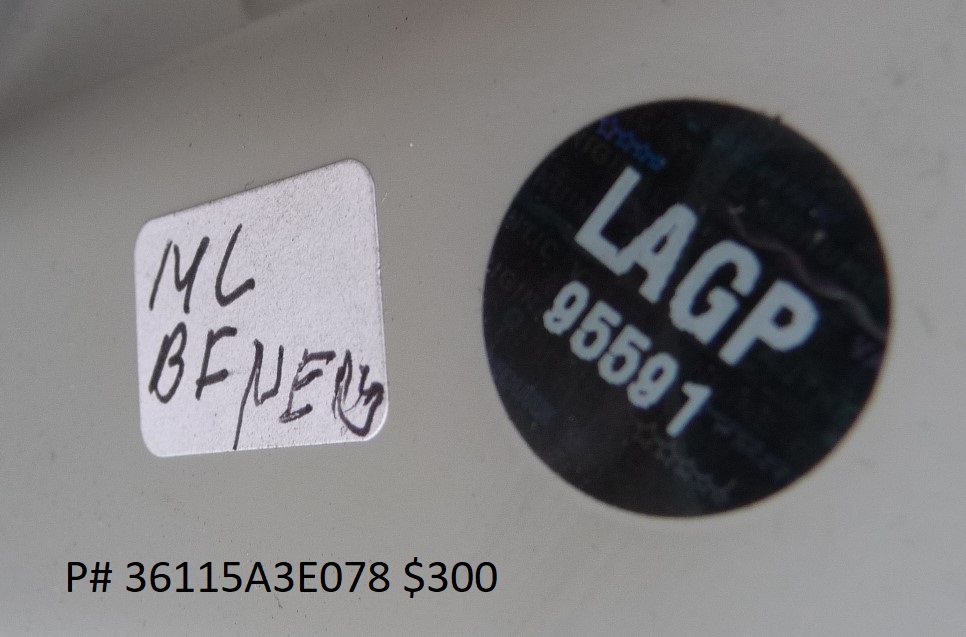 ML
BF NEW
LAGP
95591
P# 36115A3E078 $300